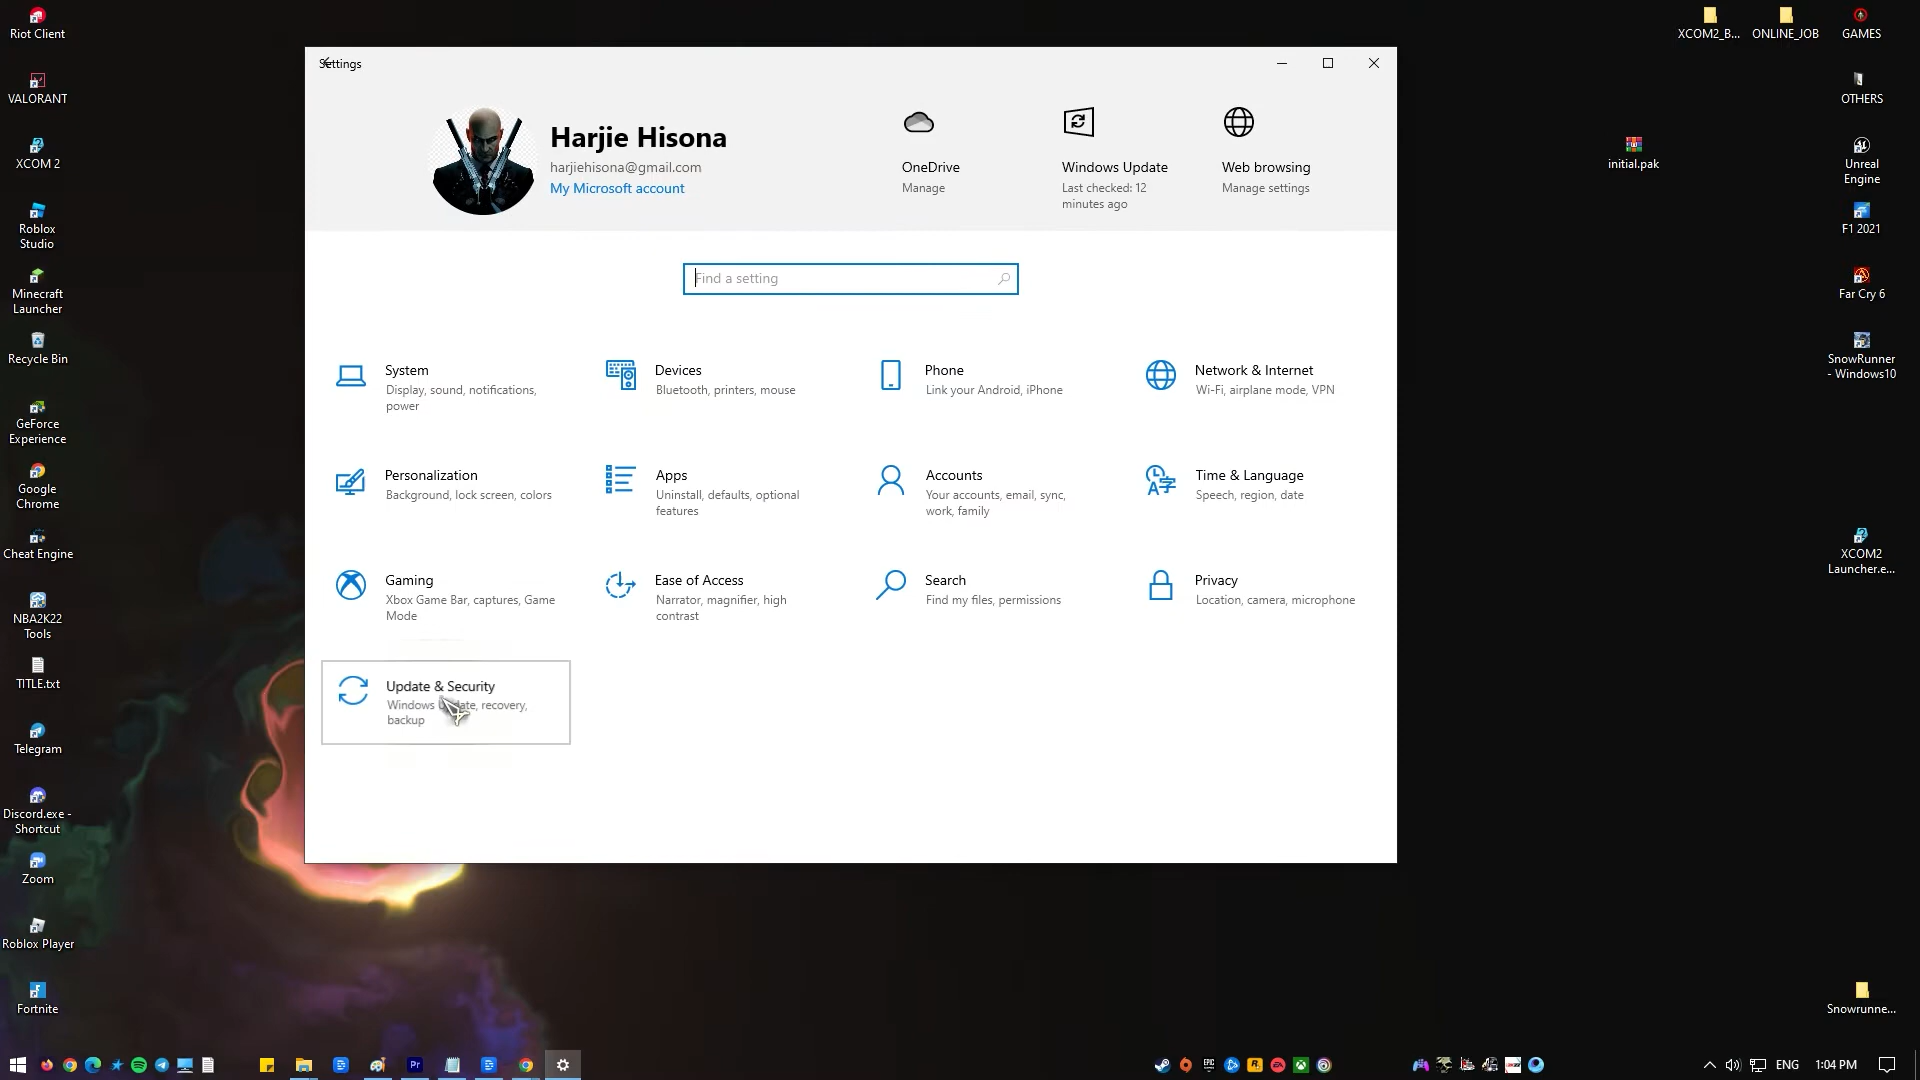 Riot Client
VALORANT
XCOM 2
Roblox
Studio
Minecraft
Launcher
Recycle Bin
GeForce
Experience
Google
Chrome
Cheat Engine
NBA2K22
Tools
TITLE.txt
Telegram
Discord.exe -
Shortcut
Zoom
Roblox Player
Fortnite
Settings
Harjie Hisona
harjiehisona@gmail.com
My Microsoft account
OneDrive
Manage
Windows Update
Last checked: 12
minutes ago
Web browsing
Manage settings
Find a setting
System
Display, sound, notifications,
power
Devices
Bluetooth, printers, mouse
Phone
Link your Android, iPhone
Network & Internet
Wi-Fi, airplane mode, VPN
Personalization
Background, lock screen, colors
Apps
Uninstall, defaults, optional
features
Accounts
Your accounts, email, sync,
work, family
Time & Language
Speech, region, date
Gaming
Xbox Game Bar, captures, Game
Mode
Ease of Access
Narrator, magnifier, high
contrast
Search
Find my files, permissions
Privacy
Location, camera, microphone
Update & Security
Windows Update, recovery,
backup
XCOM2_B...
ONLINE_JOB
GAMES
OTHERS
initial.pak
Unreal
Engine
F1 2021
Far Cry 6
SnowRunner
- Windows10
XCOM2
Launcher.e...
Snowrunne...
Pr
ENG
1:04 PM